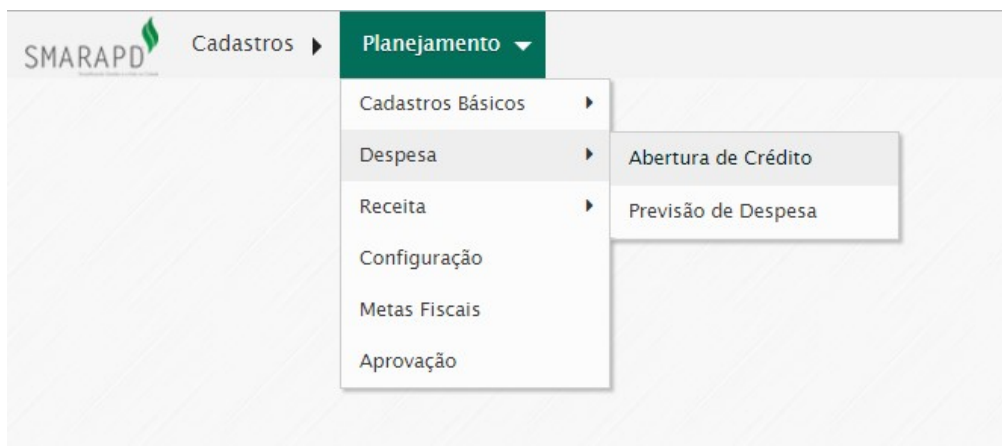 SMARAPD
Cadastros
Planejamento
Cadastros Básicos
Despesa
Abertura de Crédito
Receita
Previsão de Despesa
Configuração
Metas Fiscais
Aprovação